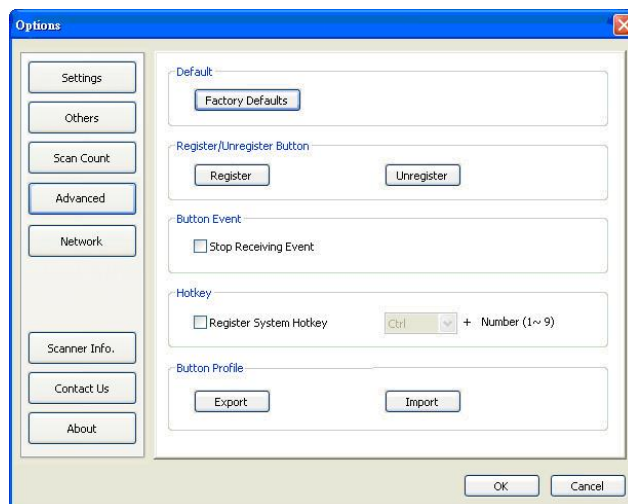 Options
Settings
Others
Scan Count
Advanced
Network
Scanner Info.
Contact Us
About
Default
Factory Defaults
Register/Unregister Button
Register Unregister
Button Event
Stop Receiving Event
Hotkey
Register System Hotkey Ctrl + Number (1~ 9)
Button Profile
Export Import
OK Cancel